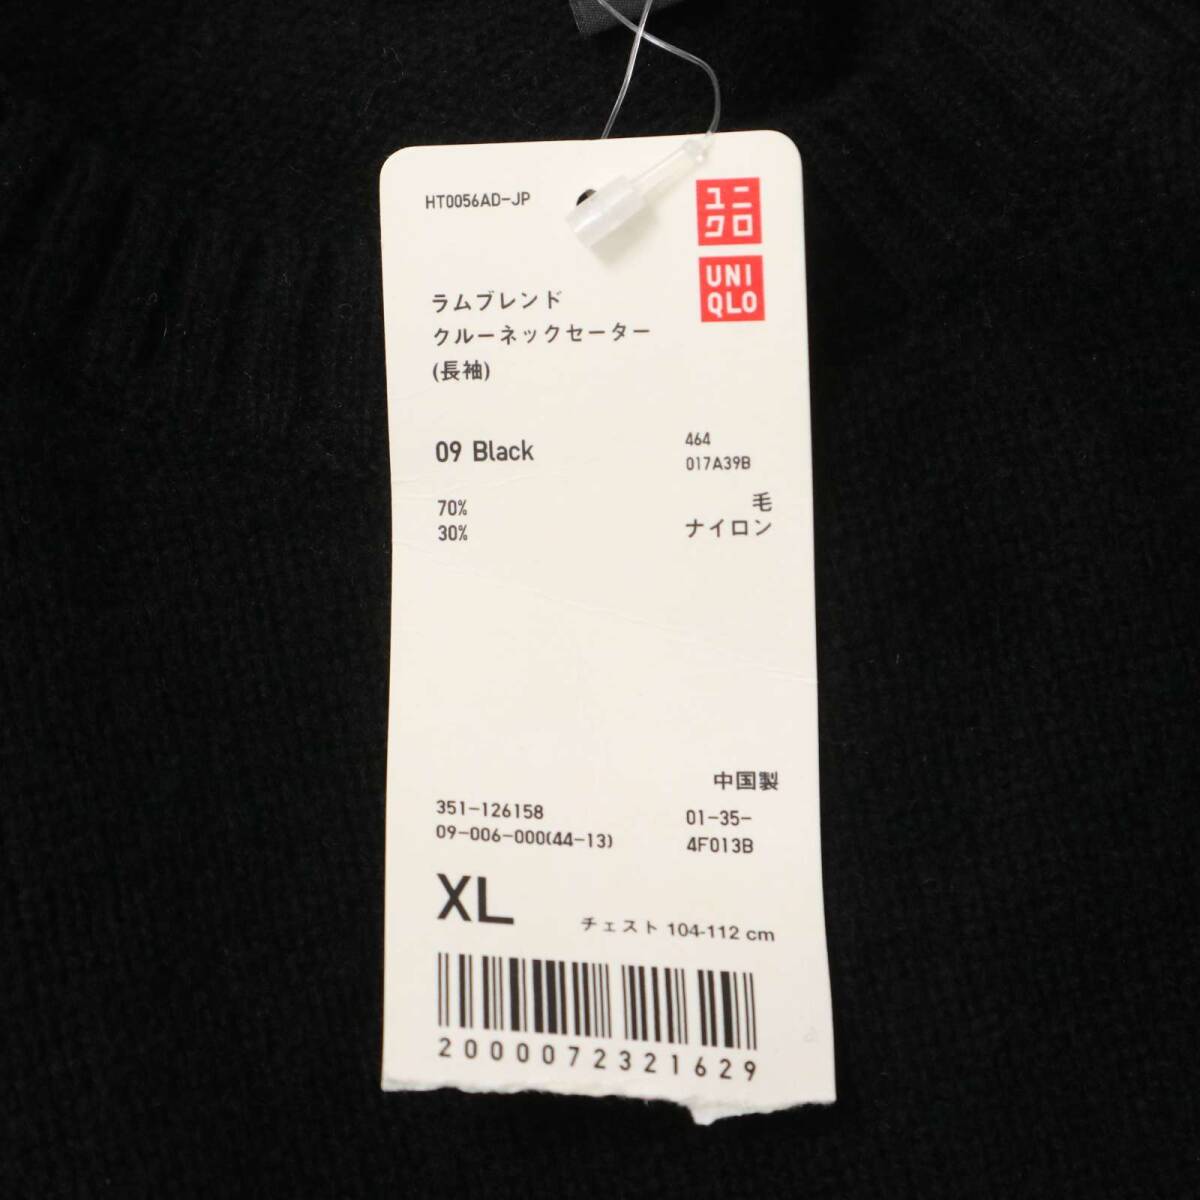 HT0056AD-JP
ユニ
クロ
UNI
QLO
ラムブレンド
クルーネックセーター
(長袖)
09 Black
464
017A39B
70% 毛
30% ナイロン
中国製
351-126158
09-006-000(44-13)
01-35-
4F013B
XL
チェスト 104-112 cm
2000072321629